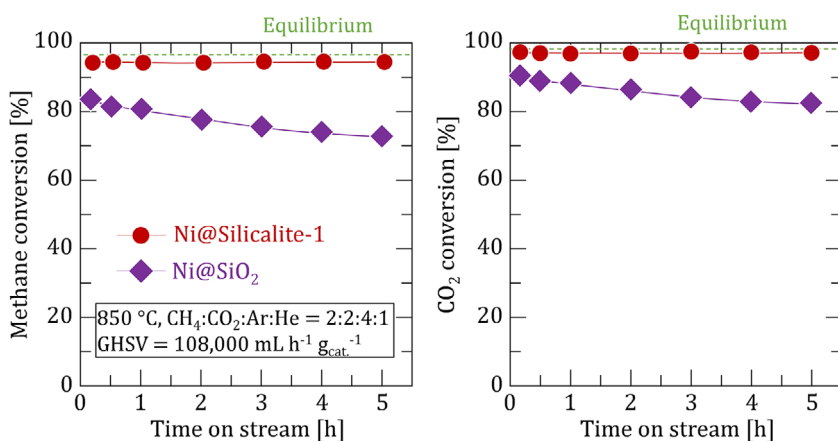 Equilibrium
100
80
60
40
20
0
Methane conversion [%]
Ni@Silicalite-1
Ni@SiO₂
850 °C, CH₄:CO₂:Ar:He = 2:2:4:1
GHSV = 108,000 mL h⁻¹ g_cat.⁻¹
0 1 2 3 4 5
Time on stream [h]
Equilibrium
100
80
60
40
20
0
CO₂ conversion [%]
0 1 2 3 4 5
Time on stream [h]